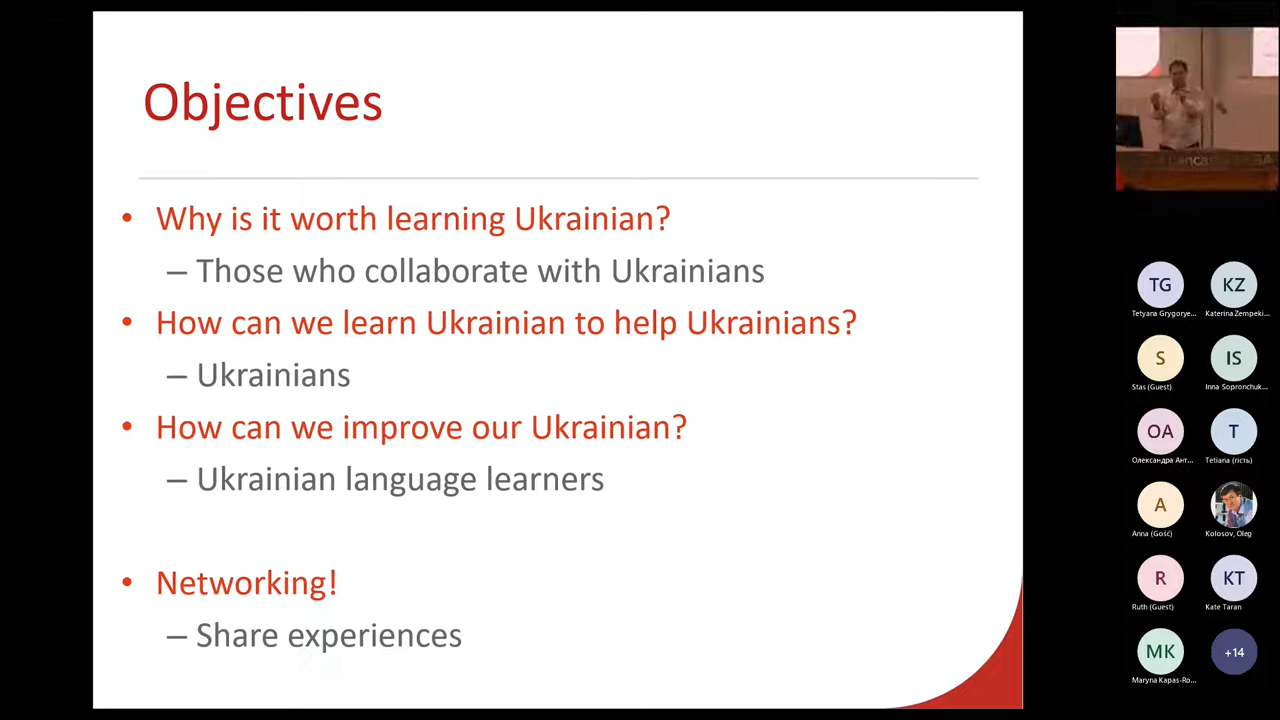 Objectives
• Why is it worth learning Ukrainian?
– Those who collaborate with Ukrainians
• How can we learn Ukrainian to help Ukrainians?
– Ukrainians
• How can we improve our Ukrainian?
– Ukrainian language learners
• Networking!
– Share experiences
TG
Tetyana Grygorye...
KZ
Katerina Zempeki...
S
Stas (Guest)
IS
Inna Sopronchuk...
OA
Олександра Ант...
T
Tetiana (гість)
A
Anna (Gość)
Kolosov, Oleg
R
Ruth (Guest)
KT
Kate Taran
MK
Maryna Kapas-Ro...
+14